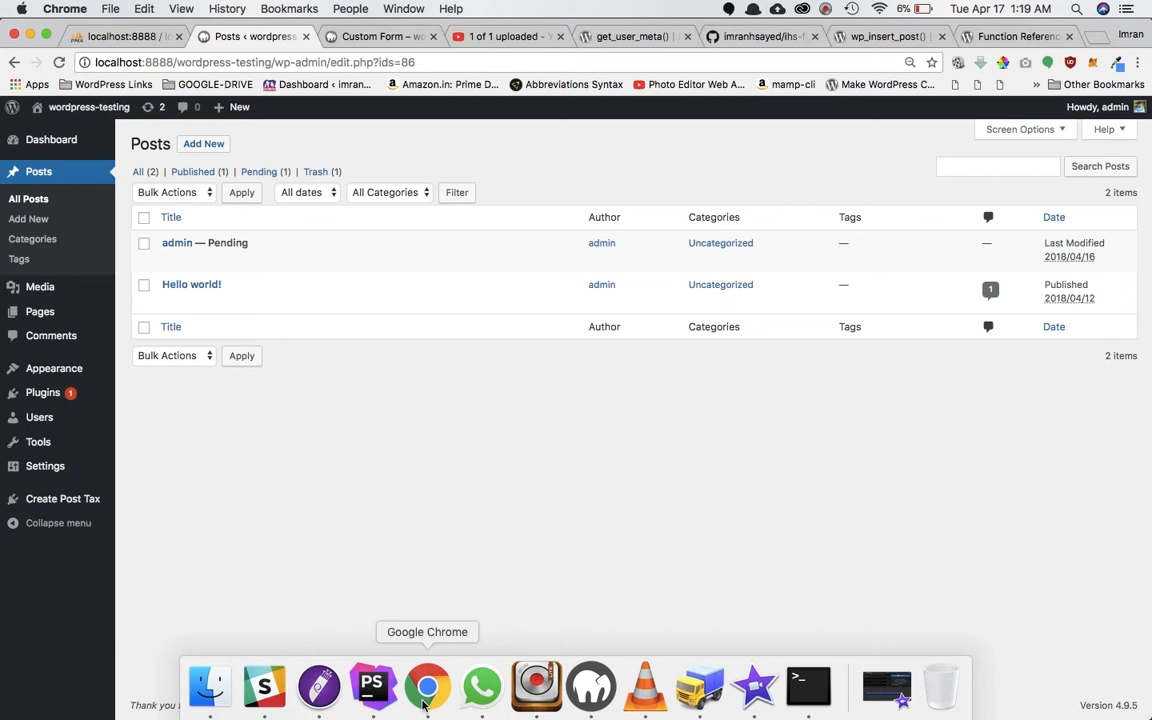 Chrome File Edit View History Bookmarks People Window Help 6% Tue Apr 17 1:19 AM
localhost:8888 / lo Posts ‹ wordpress- Custom Form – wo 1 of 1 uploaded - Y get_user_meta() | imranhsayed/ihs-f wp_insert_post() Function Referenc Imran
localhost:8888/wordpress-testing/wp-admin/edit.php?ids=86
Apps WordPress Links GOOGLE-DRIVE Dashboard ‹ imran... Amazon.in: Prime D... Abbreviations Syntax Photo Editor Web A... mamp-cli Make WordPress C... » Other Bookmarks
wordpress-testing 2 0 + New Howdy, admin
Screen Options Help
Dashboard
Posts
All Posts
Add New
Categories
Tags
Media
Pages
Comments
Appearance
Plugins 1
Users
Tools
Settings
Create Post Tax
Collapse menu
Posts Add New
All (2) | Published (1) | Pending (1) | Trash (1)
Search Posts
Bulk Actions Apply All dates All Categories Filter 2 items
Title Author Categories Tags Date
admin — Pending admin Uncategorized — — Last Modified
2018/04/16
Hello world! admin Uncategorized — 1 Published
2018/04/12
Title Author Categories Tags Date
Bulk Actions Apply 2 items
Google Chrome
S PS >_
Thank you f Version 4.9.5